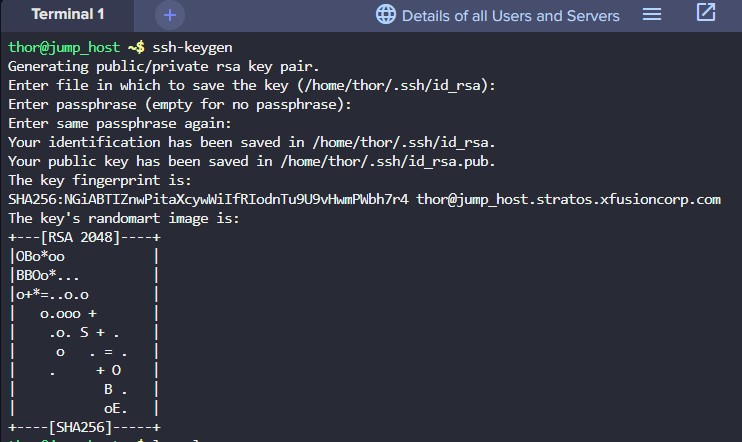 Terminal 1
+
Details of all Users and Servers
thor@jump_host ~$ ssh-keygen
Generating public/private rsa key pair.
Enter file in which to save the key (/home/thor/.ssh/id_rsa):
Enter passphrase (empty for no passphrase):
Enter same passphrase again:
Your identification has been saved in /home/thor/.ssh/id_rsa.
Your public key has been saved in /home/thor/.ssh/id_rsa.pub.
The key fingerprint is:
SHA256:NGiABTIZnwPitaXcywWiIfRIodnTu9U9vHwmPWbh7r4 thor@jump_host.stratos.xfusioncorp.com
The key's randomart image is:
+---[RSA 2048]----+
|OBo*oo           |
|BBOo*...         |
|o+*=..o.o        |
|   o.ooo +       |
|    .o. S + .    |
|     o   . = .   |
|    .     + O    |
|           B .   |
|           oE.   |
+----[SHA256]-----+